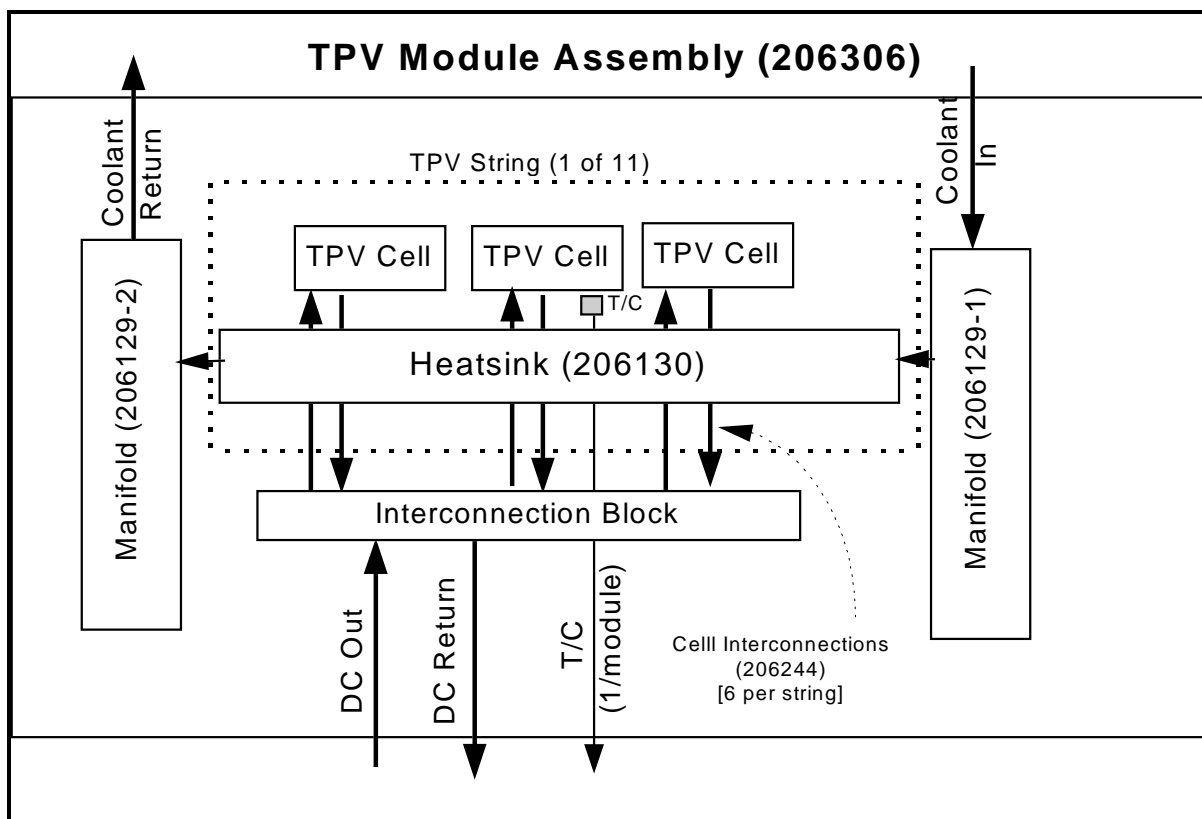 TPV Module Assembly (206306)
Coolant
Return
Coolant
In
TPV String (1 of 11)
TPV Cell
TPV Cell
TPV Cell
T/C
Heatsink (206130)
Manifold (206129-2)
Manifold (206129-1)
Interconnection Block
DC Out
DC Return
T/C
(1/module)
Celll Interconnections
(206244)
[6 per string]